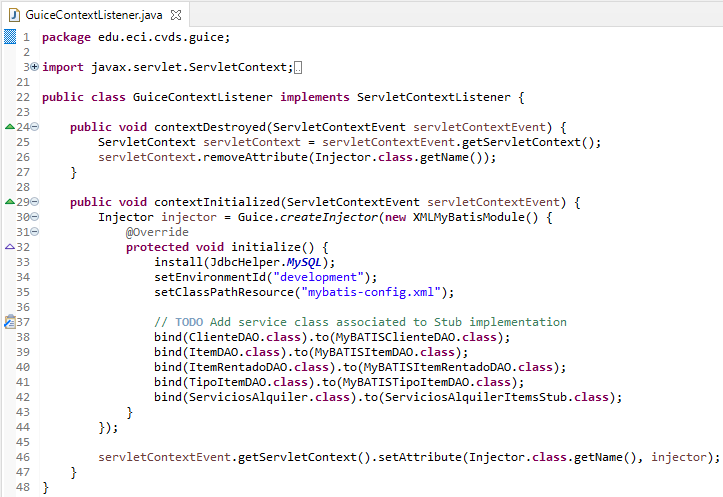 GuiceContextListener.java
1 package edu.eci.cvds.guice;
2
3 import javax.servlet.ServletContext;
21
22 public class GuiceContextListener implements ServletContextListener {
23
24     public void contextDestroyed(ServletContextEvent servletContextEvent) {
25         ServletContext servletContext = servletContextEvent.getServletContext();
26         servletContext.removeAttribute(Injector.class.getName());
27     }
28
29     public void contextInitialized(ServletContextEvent servletContextEvent) {
30         Injector injector = Guice.createInjector(new XMLMyBatisModule() {
31             @Override
32             protected void initialize() {
33                 install(JdbcHelper.MySQL);
34                 setEnvironmentId("development");
35                 setClassPathResource("mybatis-config.xml");
36
37                 // TODO Add service class associated to Stub implementation
38                 bind(ClienteDAO.class).to(MyBATISClienteDAO.class);
39                 bind(ItemDAO.class).to(MyBATISItemDAO.class);
40                 bind(ItemRentadoDAO.class).to(MyBATISItemRentadoDAO.class);
41                 bind(TipoItemDAO.class).to(MyBATISTipoItemDAO.class);
42                 bind(ServiciosAlquiler.class).to(ServiciosAlquilerItemsStub.class);
43             }
44         });
45
46         servletContextEvent.getServletContext().setAttribute(Injector.class.getName(), injector);
47     }
48 }